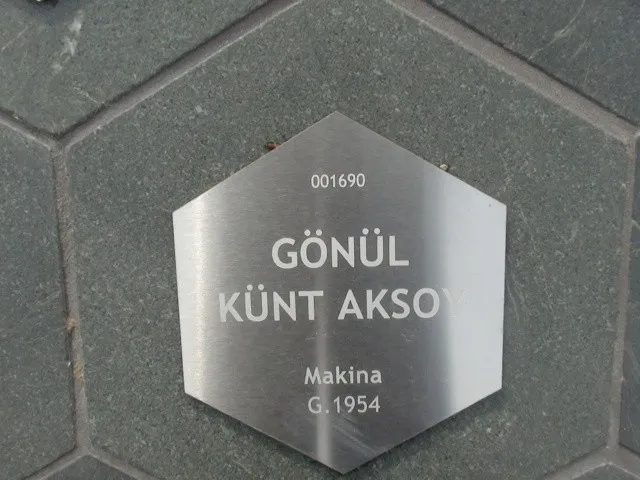 001690
GÖNÜL
KÜNT AKSOY
Makina
G.1954